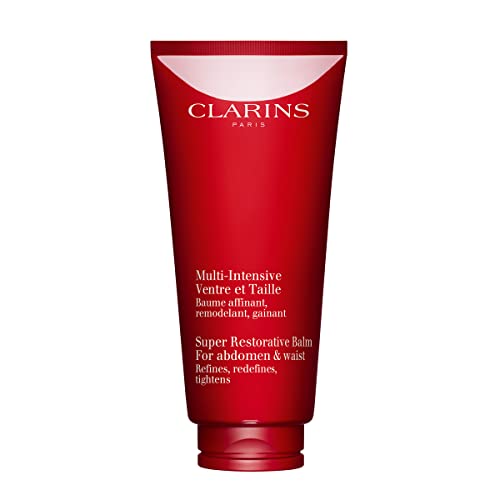 CLARINS
PARIS
Multi-Intensive
Ventre et Taille
Baume affinant,
remodelant, gainant
Super Restorative Balm
For abdomen & waist
Refines, redefines,
tightens